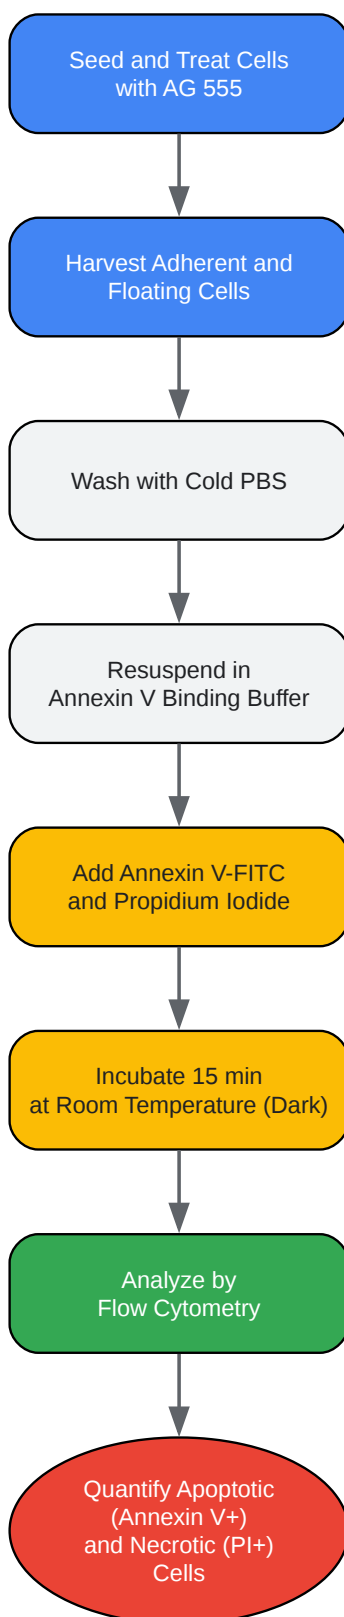 Seed and Treat Cells
with AG 555
Harvest Adherent and
Floating Cells
Wash with Cold PBS
Resuspend in
Annexin V Binding Buffer
Add Annexin V-FITC
and Propidium Iodide
Incubate 15 min
at Room Temperature (Dark)
Analyze by
Flow Cytometry
Quantify Apoptotic
(Annexin V+)
and Necrotic (PI+)
Cells